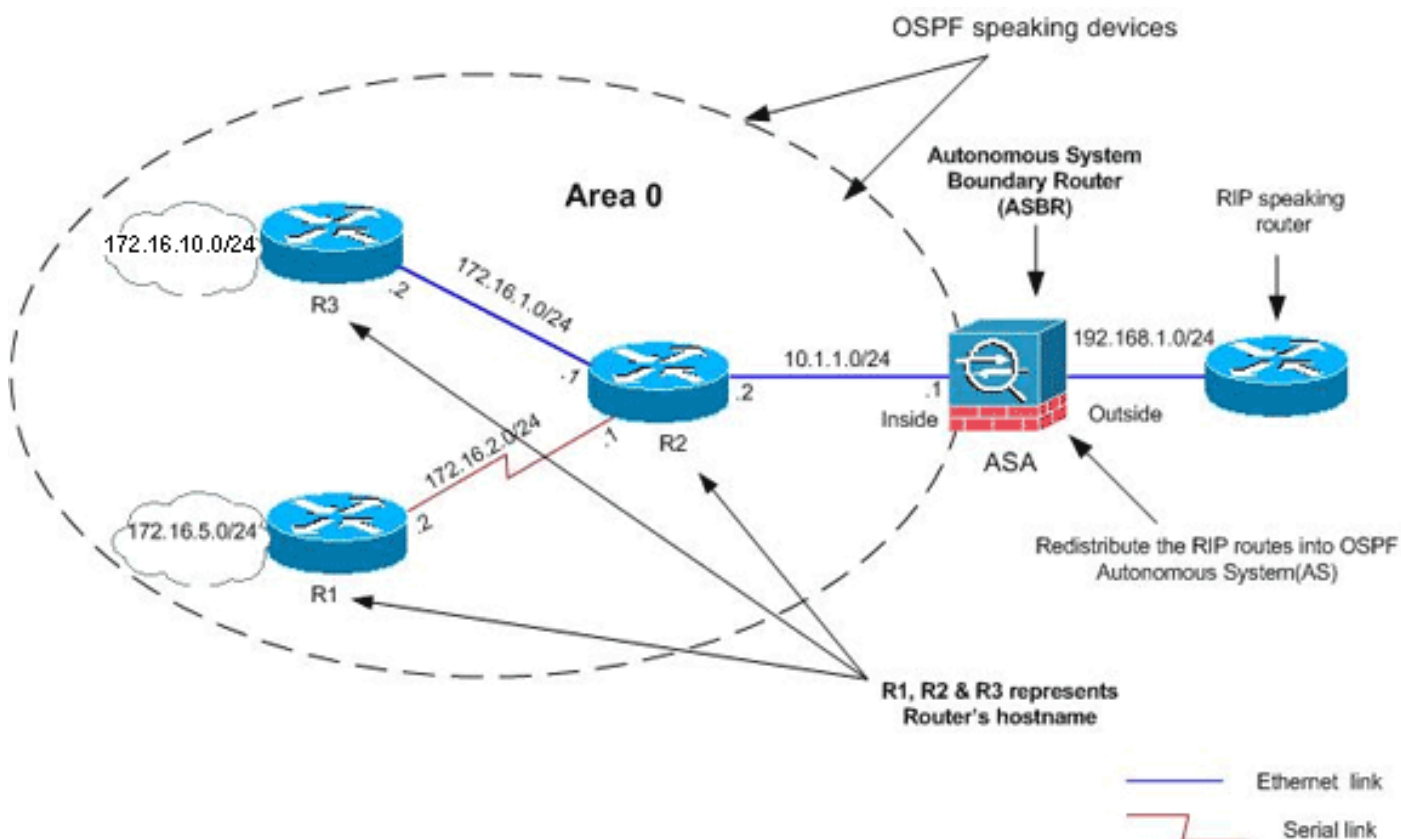 OSPF speaking devices
Autonomous System
Boundary Router
(ASBR)
RIP speaking
router
Area 0
172.16.10.0/24
R3
.2
172.16.1.0/24
.1
R2
.2
10.1.1.0/24
.1
Inside
ASA
Outside
192.168.1.0/24
172.16.2.0/24
.1
.2
172.16.5.0/24
R1
Redistribute the RIP routes into OSPF
Autonomous System(AS)
R1, R2 & R3 represents
Router's hostname
Ethernet link
Serial link